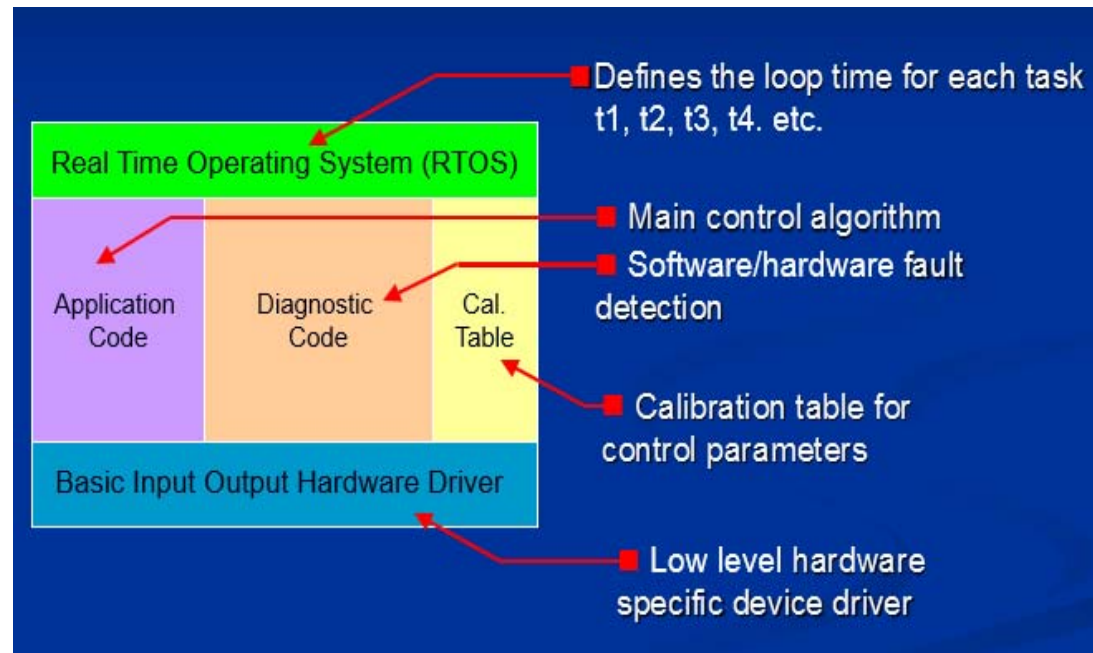 Real Time Operating System (RTOS)
Application
Code
Diagnostic
Code
Cal.
Table
Basic Input Output Hardware Driver
Defines the loop time for each task
t1, t2, t3, t4. etc.
Main control algorithm
Software/hardware fault
detection
Calibration table for
control parameters
Low level hardware
specific device driver